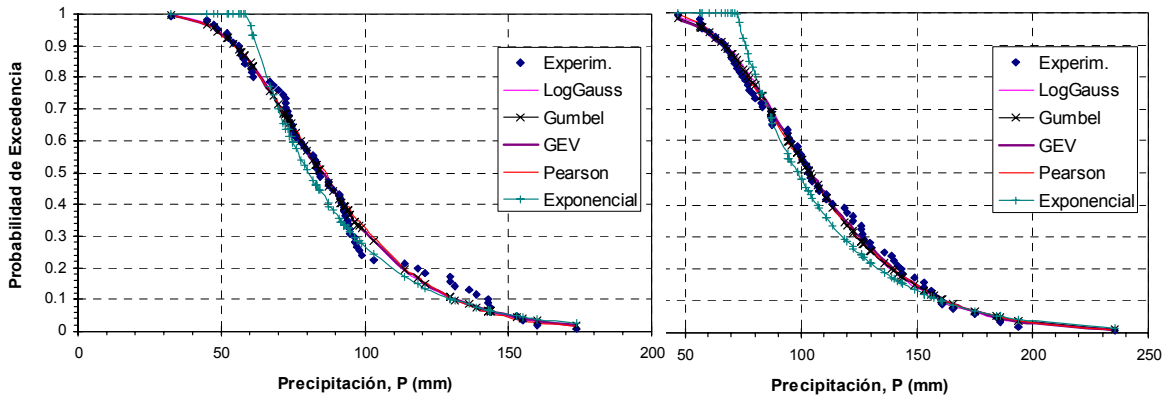 Probabilidad de Excedencia
1
0.9
0.8
0.7
0.6
0.5
0.4
0.3
0.2
0.1
0
0
50
100
150
200
Precipitación, P (mm)
Experim.
LogGauss
Gumbel
GEV
Pearson
Exponencial
50
100
150
200
250
Precipitación, P (mm)
Experim.
LogGauss
Gumbel
GEV
Pearson
Exponencial